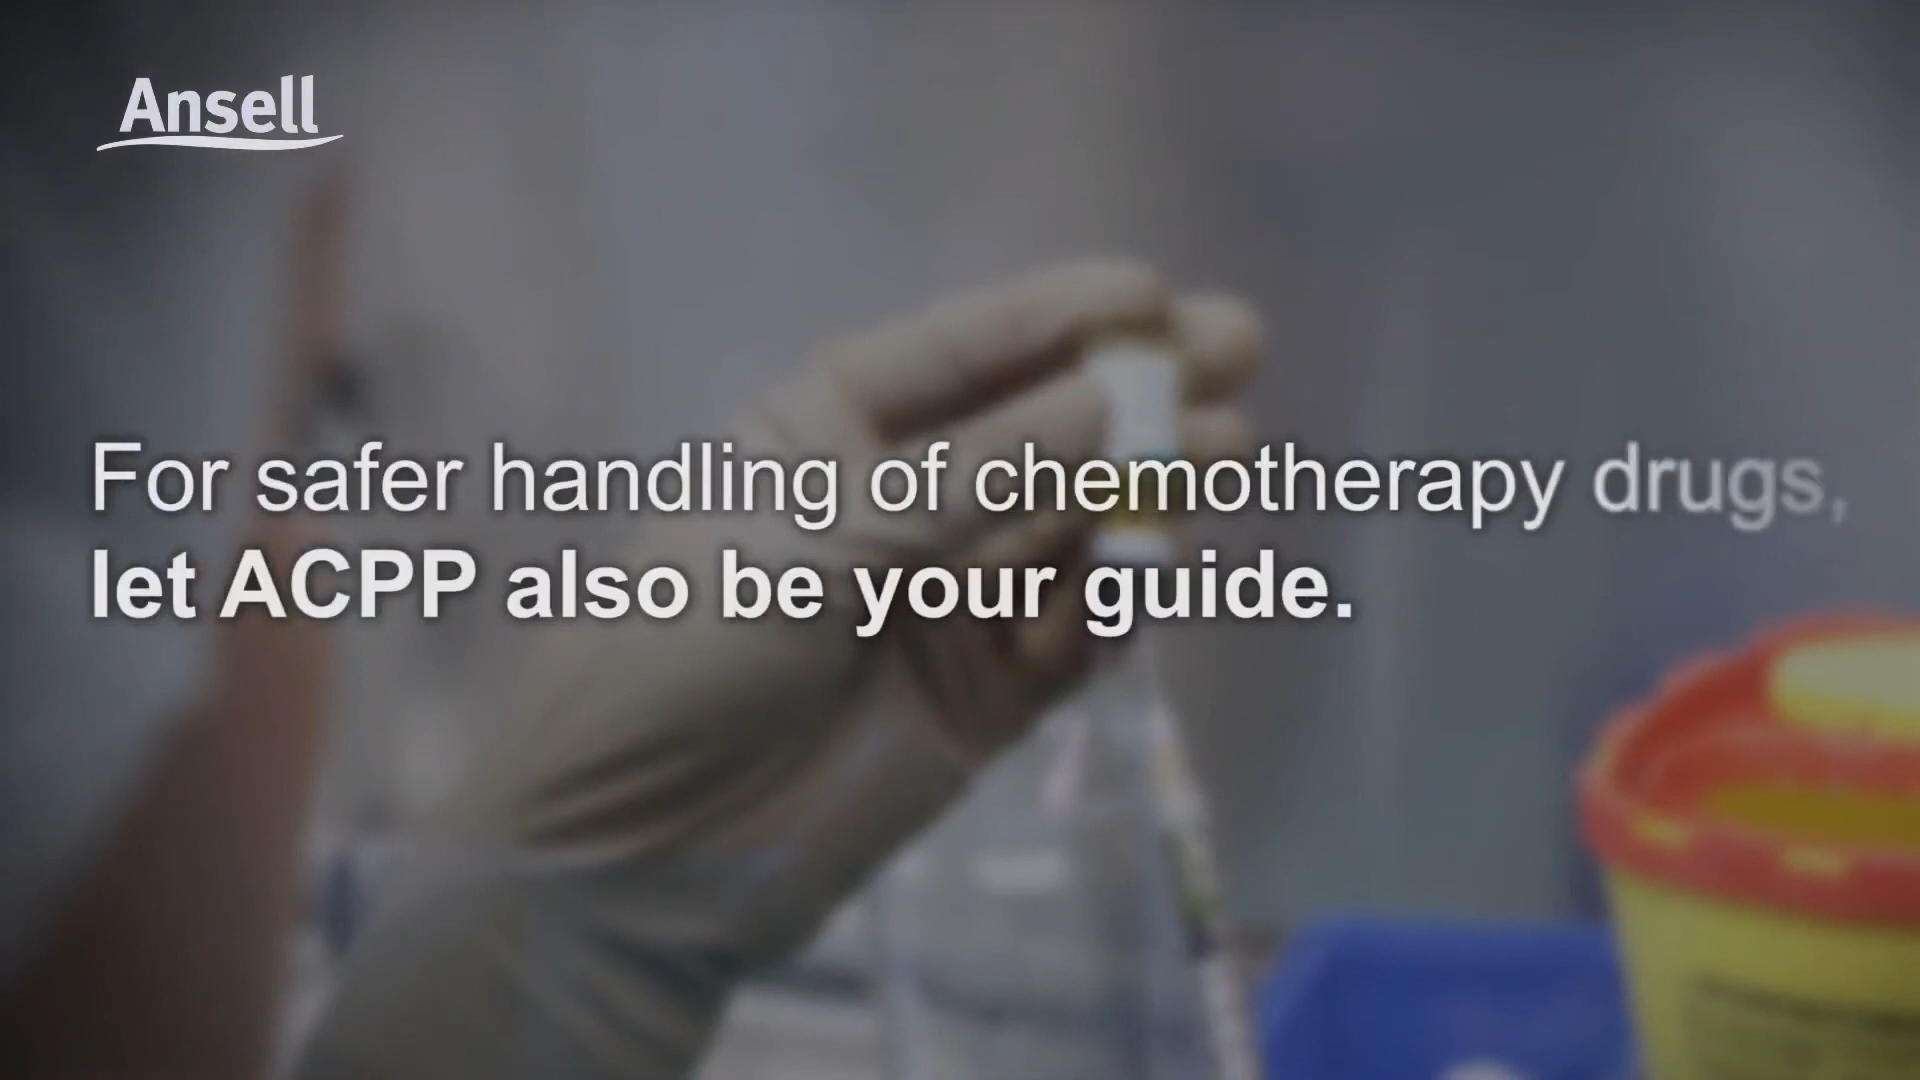 Ansell
For safer handling of chemotherapy drugs,
let ACPP also be your guide.